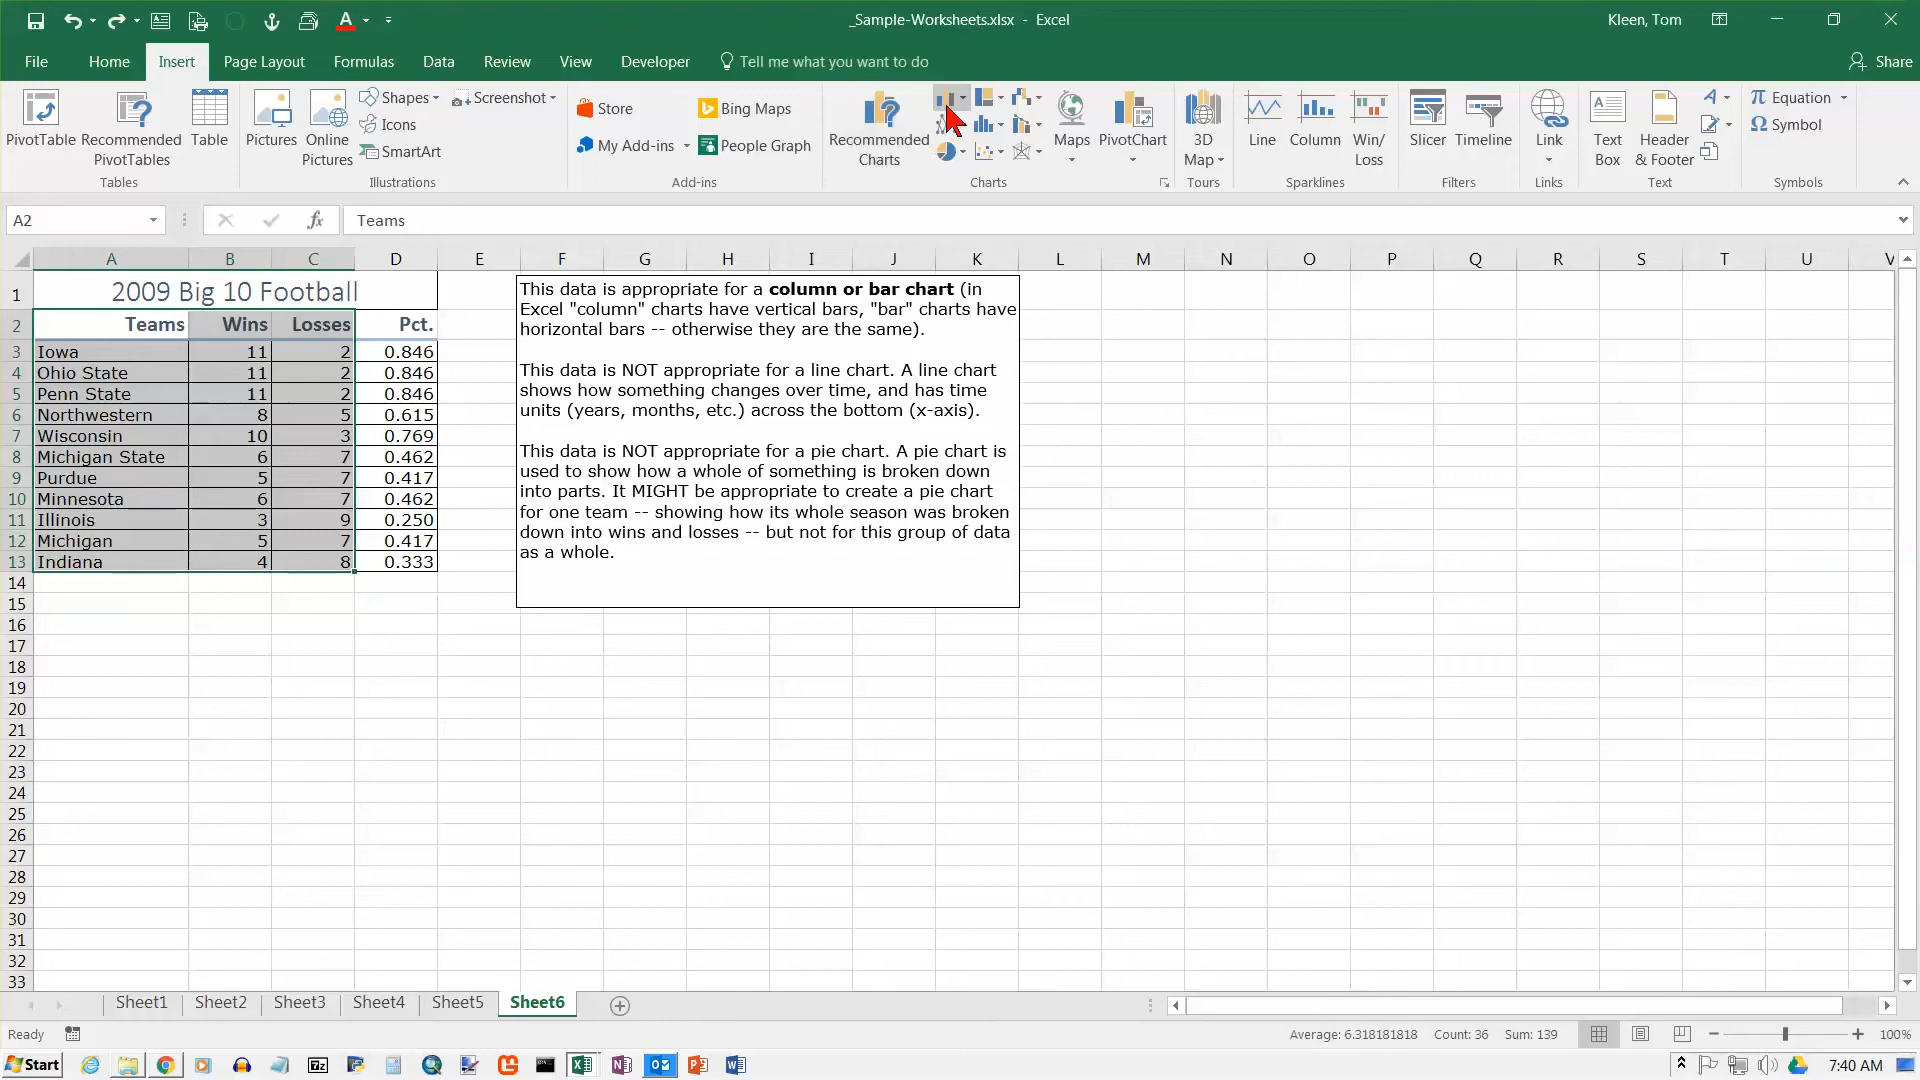 _Sample-Worksheets.xlsx - Excel
Kleen, Tom
File Home Insert Page Layout Formulas Data Review View Developer Tell me what you want to do Share
PivotTable
Recommended
PivotTables
Table
Tables
Pictures
Online
Pictures
Shapes
Icons
SmartArt
Screenshot
Illustrations
Store
My Add-ins
Bing Maps
People Graph
Add-ins
Recommended
Charts
Maps
PivotChart
Charts
3D
Map
Tours
Line
Column
Win/
Loss
Sparklines
Slicer
Timeline
Filters
Link
Links
Text
Box
Header
& Footer
Text
Equation
Symbol
Symbols
A2 fx Teams
A B C D E F G H I J K L M N O P Q R S T U V
1 2009 Big 10 Football
2 Teams Wins Losses Pct.
3 Iowa 11 2 0.846
4 Ohio State 11 2 0.846
5 Penn State 11 2 0.846
6 Northwestern 8 5 0.615
7 Wisconsin 10 3 0.769
8 Michigan State 6 7 0.462
9 Purdue 5 7 0.417
10 Minnesota 6 7 0.462
11 Illinois 3 9 0.250
12 Michigan 5 7 0.417
13 Indiana 4 8 0.333
14
15
16
17
18
19
20
21
22
23
24
25
26
27
28
29
30
31
32
33
This data is appropriate for a column or bar chart (in
Excel "column" charts have vertical bars, "bar" charts have
horizontal bars -- otherwise they are the same).
This data is NOT appropriate for a line chart. A line chart
shows how something changes over time, and has time
units (years, months, etc.) across the bottom (x-axis).
This data is NOT appropriate for a pie chart. A pie chart is
used to show how a whole of something is broken down
into parts. It MIGHT be appropriate to create a pie chart
for one team -- showing how its whole season was broken
down into wins and losses -- but not for this group of data
as a whole.
Sheet1 Sheet2 Sheet3 Sheet4 Sheet5 Sheet6
Ready Average: 6.318181818 Count: 36 Sum: 139 100%
Start 7:40 AM